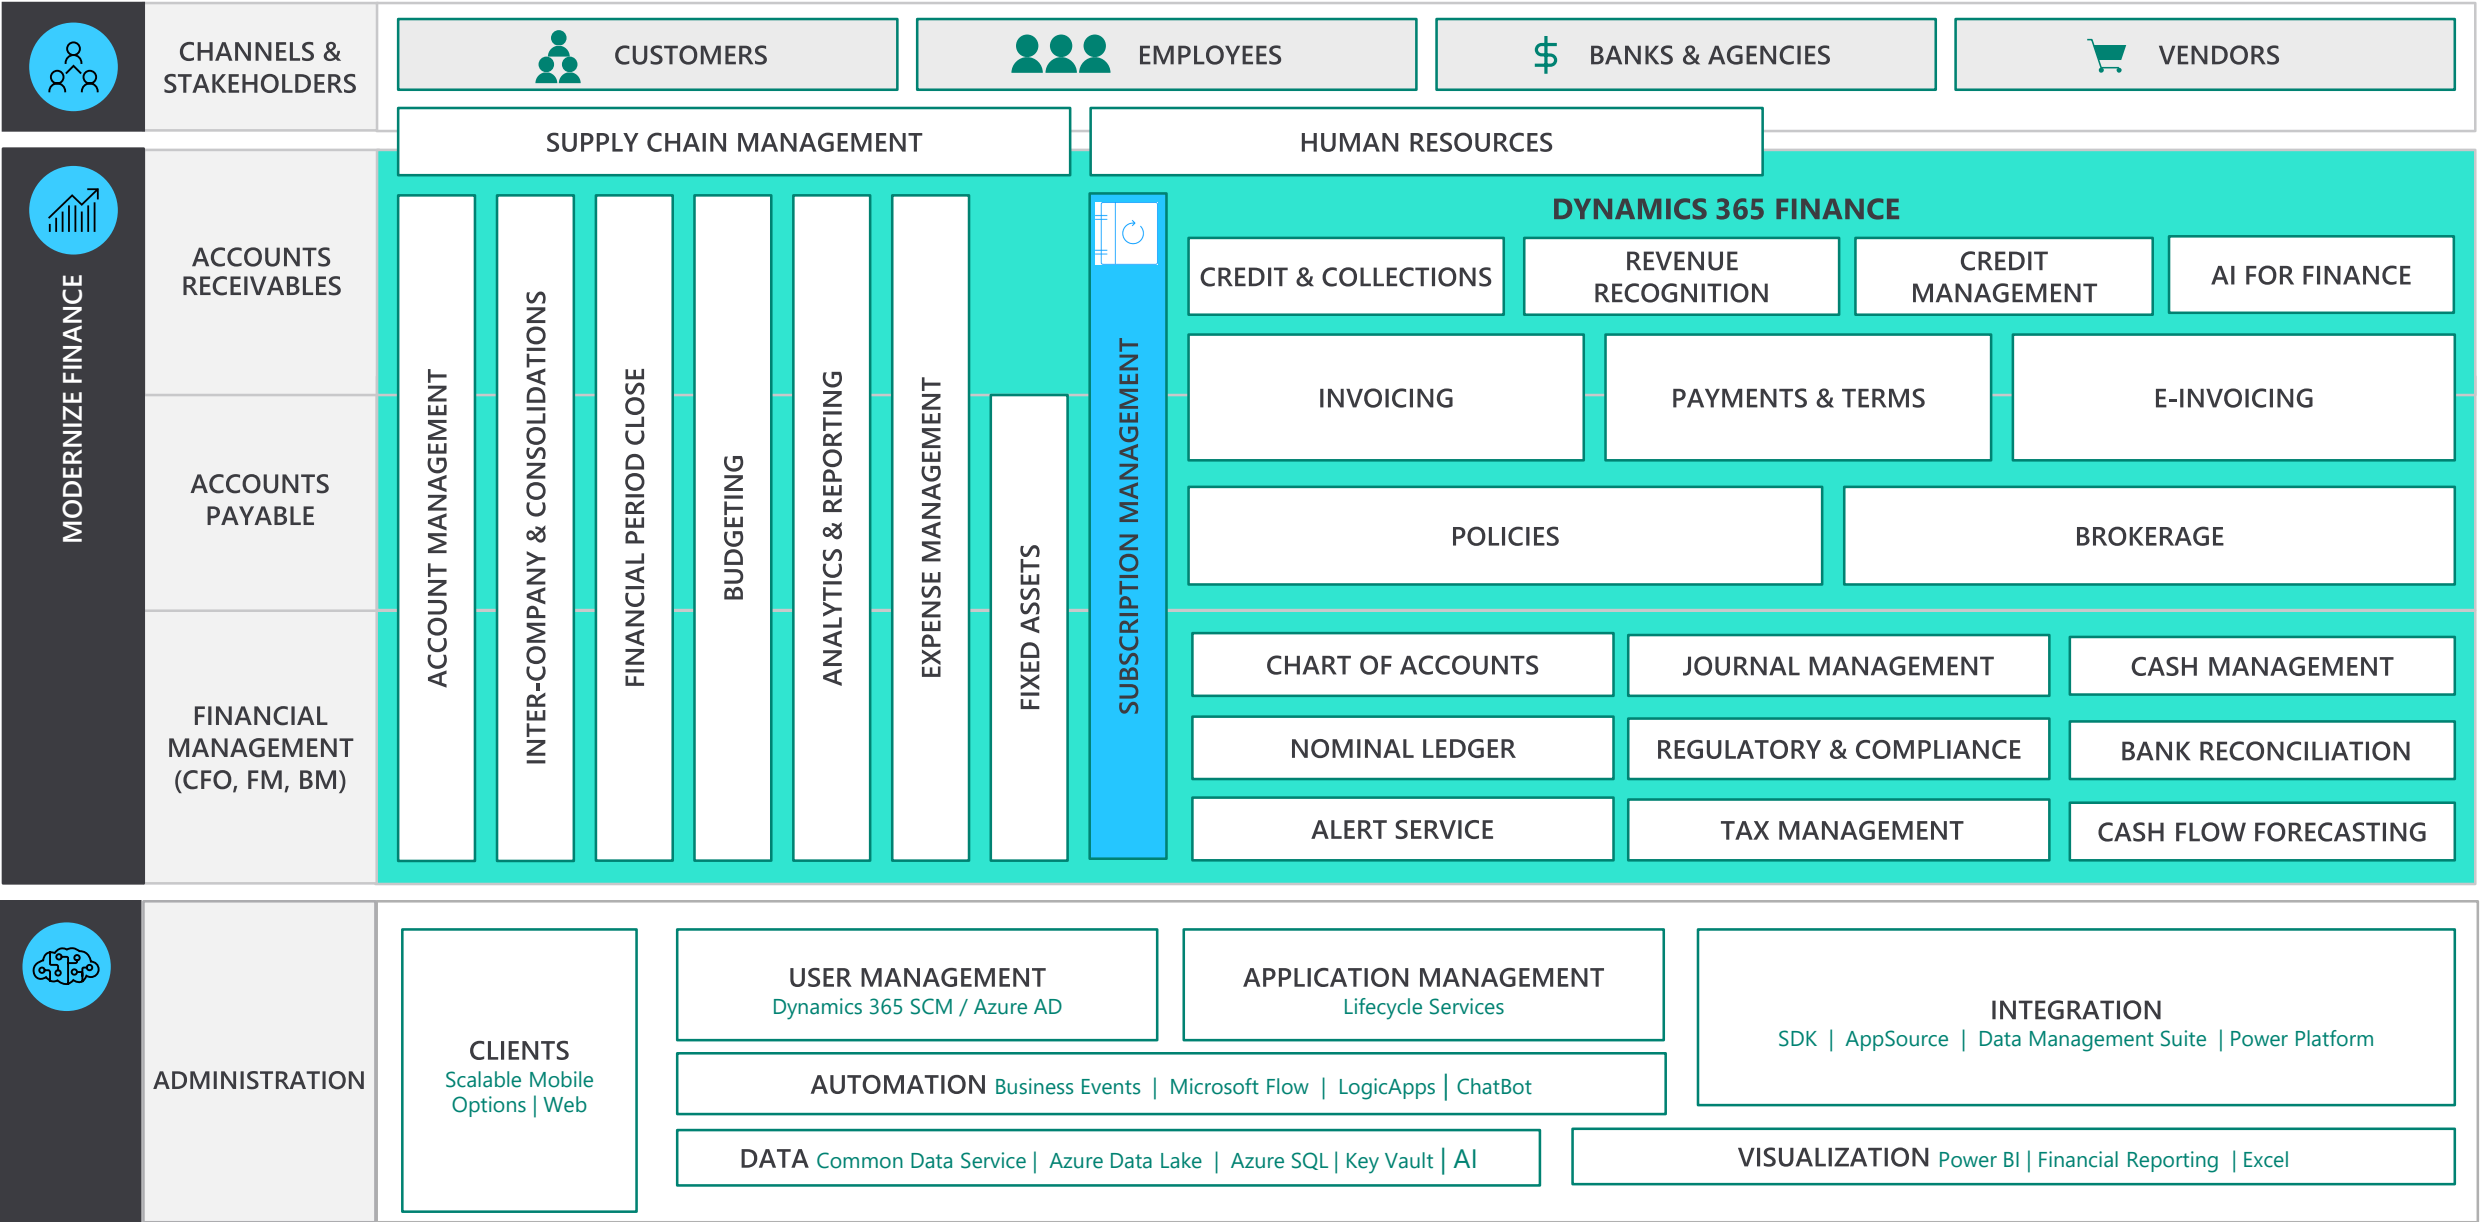 CHANNELS &
STAKEHOLDERS
CUSTOMERS
EMPLOYEES
$ BANKS & AGENCIES
VENDORS
SUPPLY CHAIN MANAGEMENT
HUMAN RESOURCES
MODERNIZE FINANCE
ACCOUNTS
RECEIVABLES
ACCOUNTS
PAYABLE
FINANCIAL
MANAGEMENT
(CFO, FM, BM)
ACCOUNT MANAGEMENT
INTER-COMPANY & CONSOLIDATIONS
FINANCIAL PERIOD CLOSE
BUDGETING
ANALYTICS & REPORTING
EXPENSE MANAGEMENT
FIXED ASSETS
SUBSCRIPTION MANAGEMENT
DYNAMICS 365 FINANCE
CREDIT & COLLECTIONS
REVENUE
RECOGNITION
CREDIT
MANAGEMENT
AI FOR FINANCE
INVOICING
PAYMENTS & TERMS
E-INVOICING
POLICIES
BROKERAGE
CHART OF ACCOUNTS
JOURNAL MANAGEMENT
CASH MANAGEMENT
NOMINAL LEDGER
REGULATORY & COMPLIANCE
BANK RECONCILIATION
ALERT SERVICE
TAX MANAGEMENT
CASH FLOW FORECASTING
ADMINISTRATION
CLIENTS
Scalable Mobile
Options | Web
USER MANAGEMENT
Dynamics 365 SCM / Azure AD
APPLICATION MANAGEMENT
Lifecycle Services
INTEGRATION
SDK | AppSource | Data Management Suite | Power Platform
AUTOMATION Business Events | Microsoft Flow | LogicApps | ChatBot
DATA Common Data Service | Azure Data Lake | Azure SQL | Key Vault | AI
VISUALIZATION Power BI | Financial Reporting | Excel